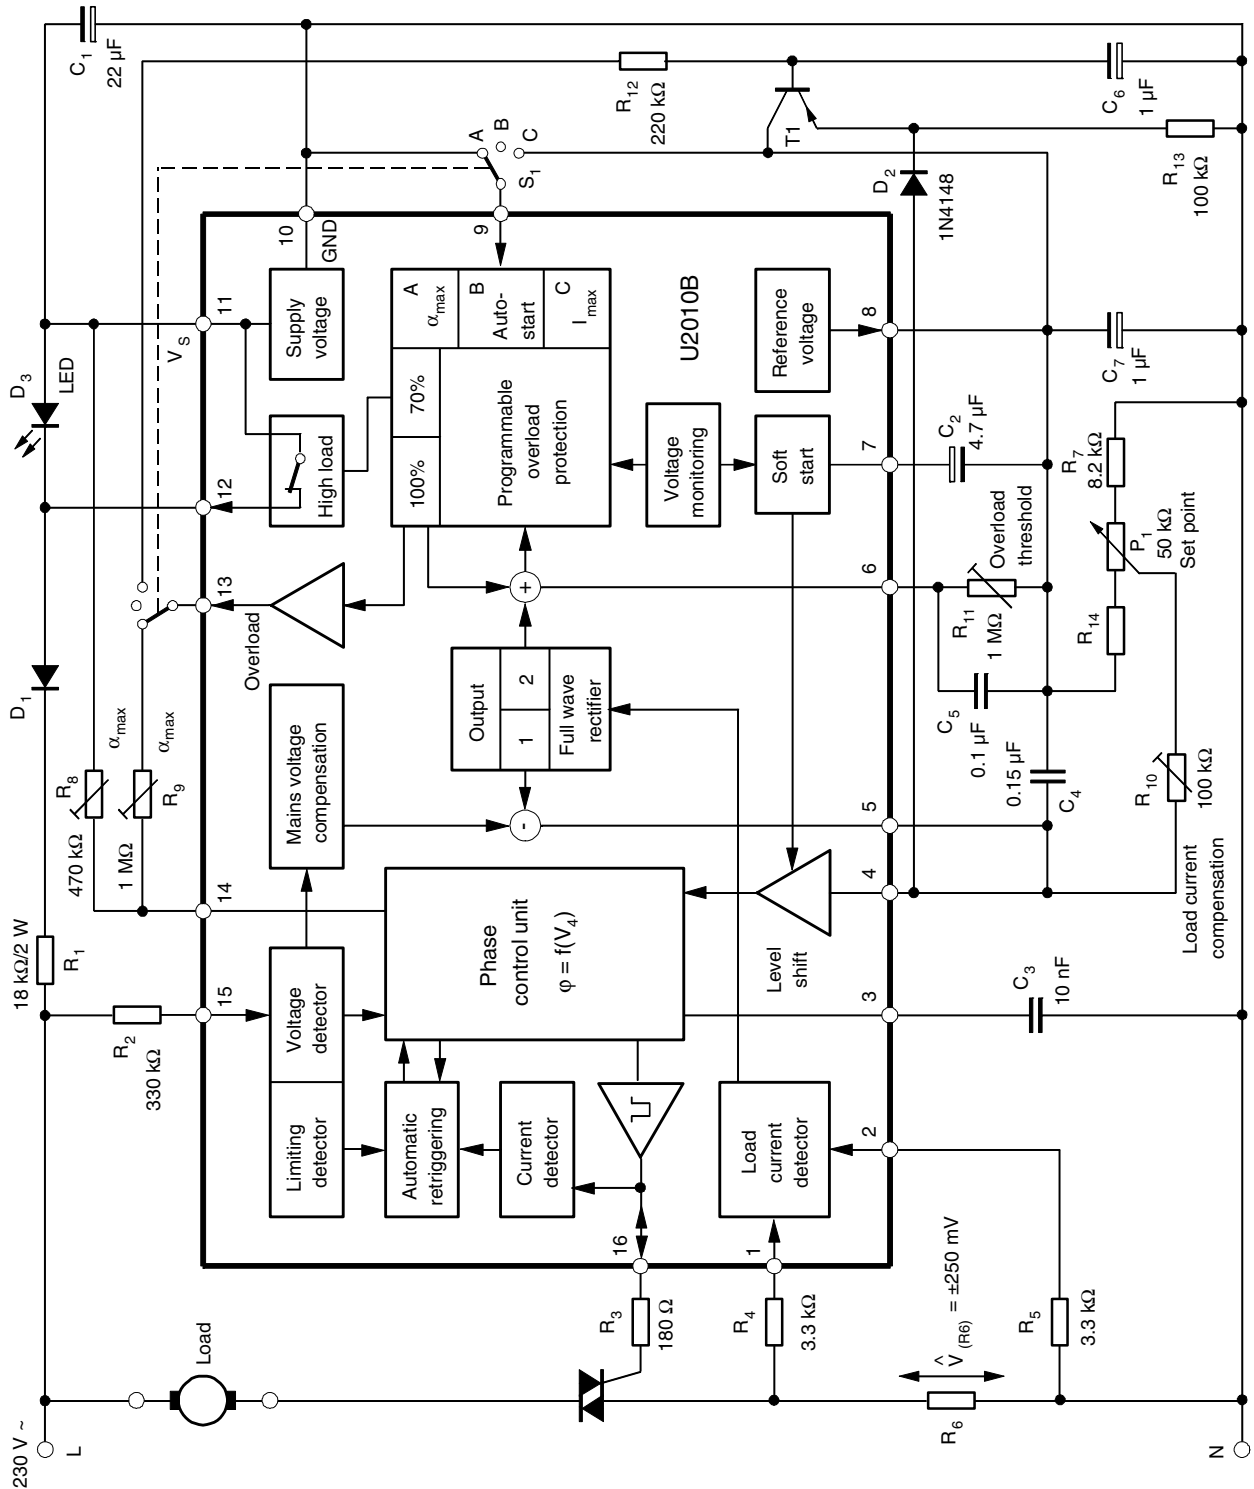 230 V ~
L
Load
R6
V̂(R6) = ±250 mV
R5
3.3 kΩ
R4
3.3 kΩ
R3
180 Ω
N
18 kΩ/2 W
R1
R2
330 kΩ
D1
D3
LED
C1
22 µF
R8
470 kΩ
αmax
R9
1 MΩ
αmax
VS
15
14
13
12
11
10
GND
9
16
1
2
3
4
5
6
7
8
Limiting
detector
Voltage
detector
Mains voltage
compensation
Overload
High load
Supply
voltage
Automatic
retriggering
Current
detector
Phase
control unit
φ = f(V4)
Output
1
2
Full wave
rectifier
+
-
100%
70%
A
αmax
B
Auto-
start
C
Imax
Programmable
overload
protection
Load
current
detector
Level
shift
Voltage
monitoring
Soft
start
Reference
voltage
U2010B
S1
A
B
C
R12
220 kΩ
T1
D2
1N4148
C6
1 µF
R13
100 kΩ
C7
1 µF
C2
4.7 µF
R11
1 MΩ
Overload
threshold
C5
0.1 µF
0.15 µF
C4
R7
8.2 kΩ
P1
50 kΩ
Set point
R14
R10
100 kΩ
Load current
compensation
C3
10 nF